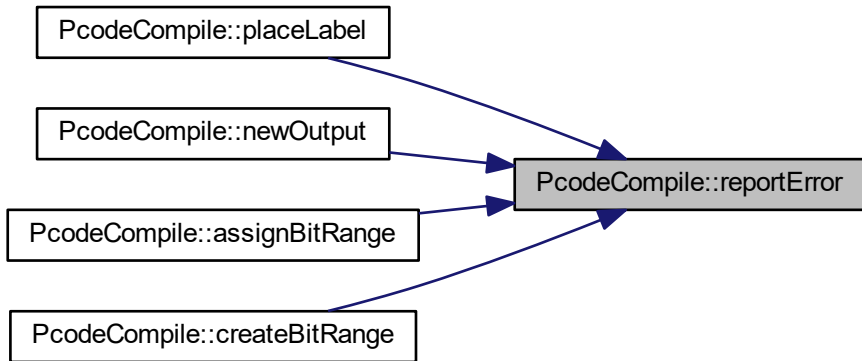 PcodeCompile::placeLabel
PcodeCompile::newOutput
PcodeCompile::reportError
PcodeCompile::assignBitRange
PcodeCompile::createBitRange